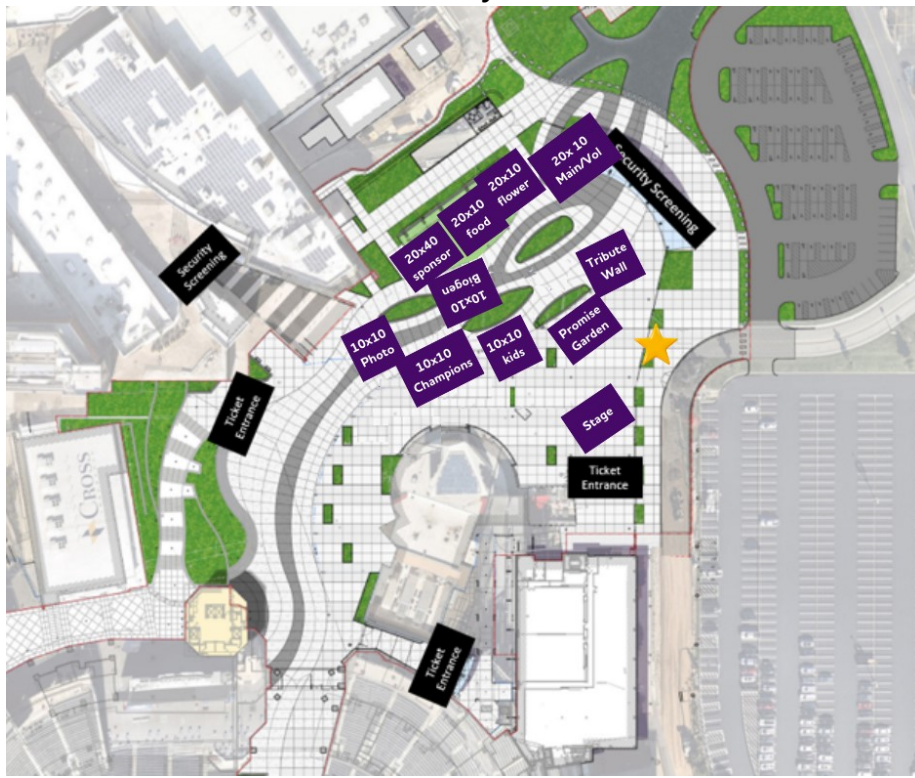 20x 10
Main/Vol
Security Screening
20x10
flower
20x10
food
20x40
sponsor
Security
Screening
Tribute
Wall
10x10
Biogen
Promise
Garden
10x10
Photo
10x10
Champions
10x10
kids
Stage
Ticket
Entrance
Ticket
Entrance
CROSS
Ticket
Entrance